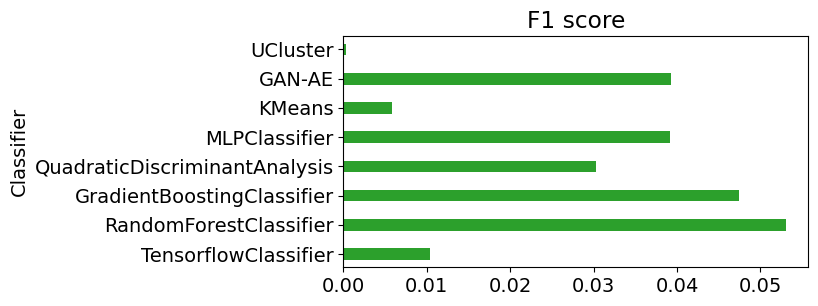 F1 score
Classifier
UCluster
GAN-AE
KMeans
MLPClassifier
QuadraticDiscriminantAnalysis
GradientBoostingClassifier
RandomForestClassifier
TensorflowClassifier
0.00 0.01 0.02 0.03 0.04 0.05